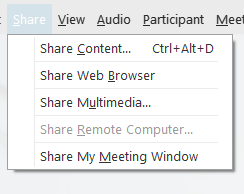 Share View Audio Participant Meet
Share Content... Ctrl+Alt+D
Share Web Browser
Share Multimedia...
Share Remote Computer...
Share My Meeting Window